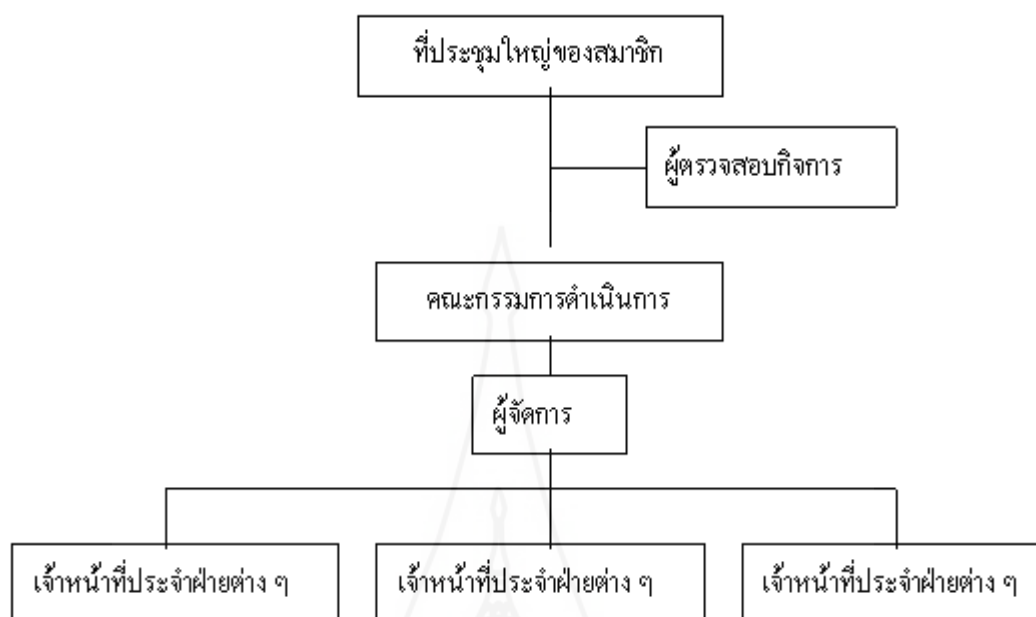 ที่ประชุมใหญ่ของสมาชิก
ผู้ตรวจสอบกิจการ
คณะกรรมการดำเนินการ
ผู้จัดการ
เจ้าหน้าที่ประจำฝ่ายต่าง ๆ
เจ้าหน้าที่ประจำฝ่ายต่าง ๆ
เจ้าหน้าที่ประจำฝ่ายต่าง ๆ